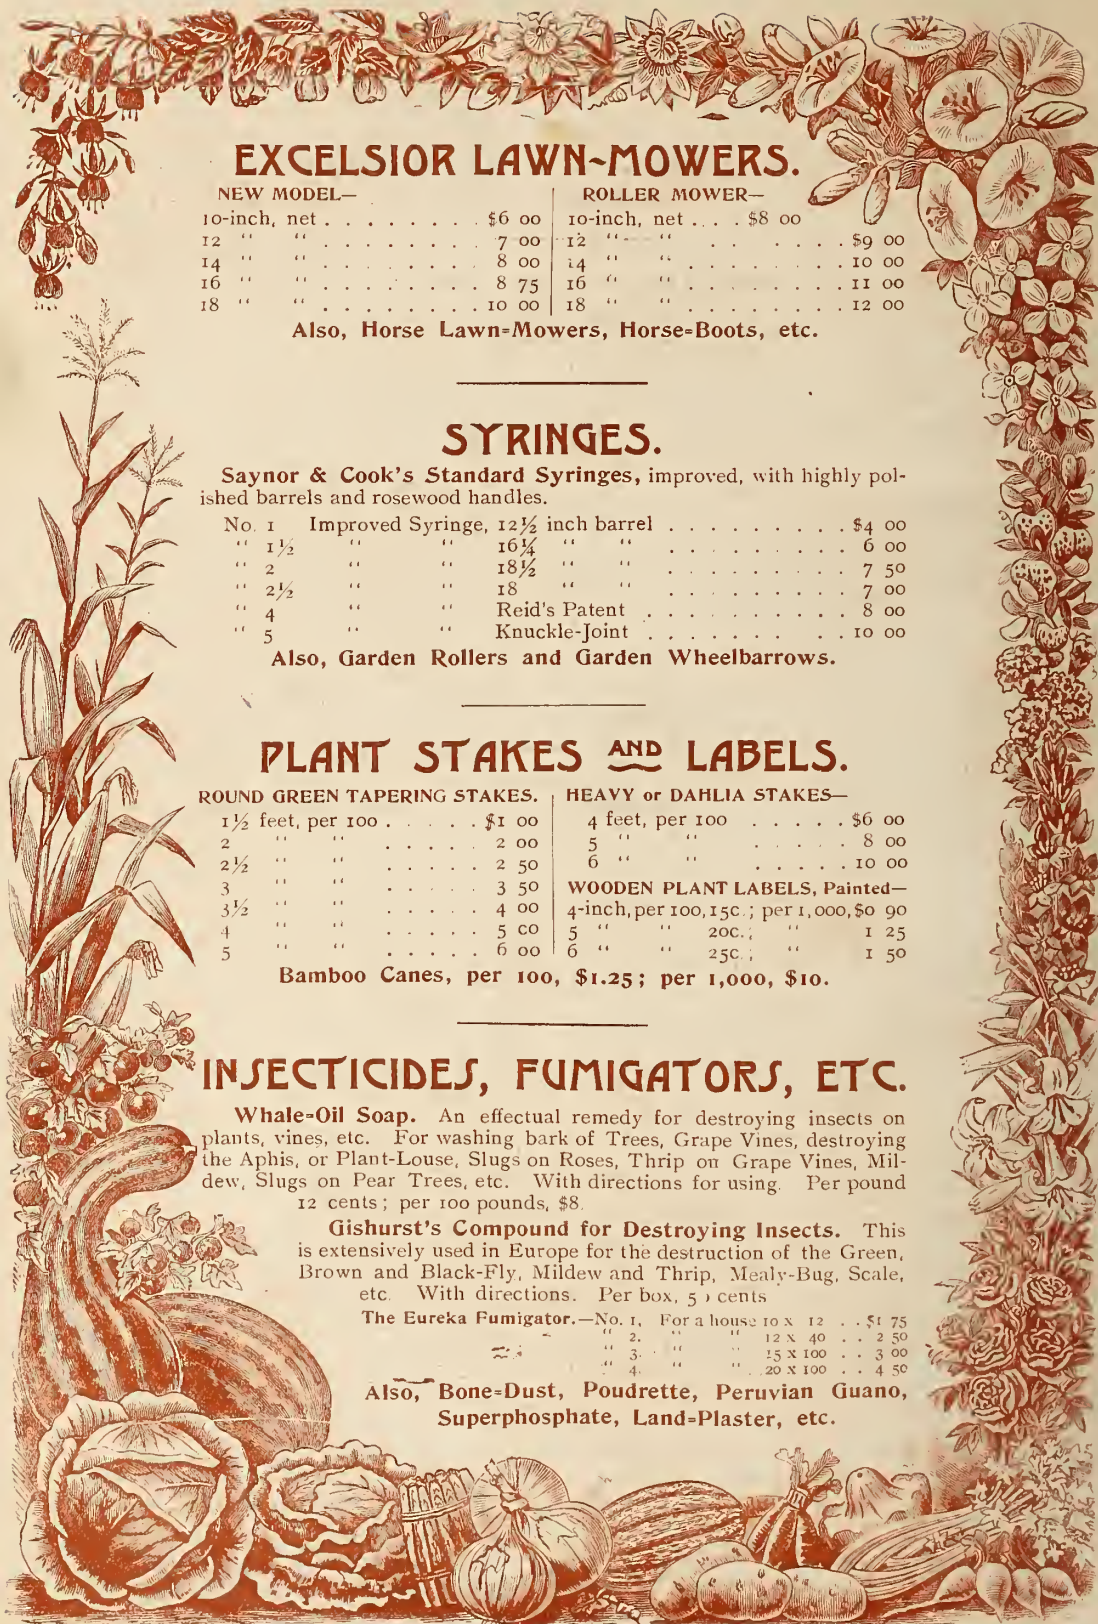 EXCELSIOR LAWN-MOWERS.
NEW MODEL—
10-inch, net . . . . . . . . $6 00
12 “ “ . . . . . . . . 7 00
14 “ “ . . . . . . . . 8 00
16 “ “ . . . . . . . . 8 75
18 “ “ . . . . . . . . 10 00
ROLLER MOWER—
10-inch, net . . . . $8 00
12 “ “ . . . . . . . $9 00
14 “ “ . . . . . . . . 10 00
16 “ “ . . . . . . . . 11 00
18 “ “ . . . . . . . . 12 00
Also, Horse Lawn-Mowers, Horse-Boots, etc.
SYRINGES.
Saynor & Cook's Standard Syringes, improved, with highly pol-
ished barrels and rosewood handles.
No. 1 Improved Syringe, 12½ inch barrel . . . . . . . . . $4 00
“ 1½ “ “ 16¼ “ “ . . . . . . . . . 6 00
“ 2 “ “ 18½ “ “ . . . . . . . . . 7 50
“ 2½ “ “ 18 “ “ . . . . . . . . . 7 00
“ 4 “ “ Reid's Patent . . . . . . . . . . 8 00
“ 5 “ “ Knuckle-Joint . . . . . . . . . 10 00
Also, Garden Rollers and Garden Wheelbarrows.
PLANT STAKES AND LABELS.
ROUND GREEN TAPERING STAKES.
1½ feet, per 100 . . . . . $1 00
2 “ “ . . . . . 2 00
2½ “ “ . . . . . 2 50
3 “ “ . . . . . 3 50
3½ “ “ . . . . . 4 00
4 “ “ . . . . . 5 00
5 “ “ . . . . . 6 00
HEAVY or DAHLIA STAKES—
4 feet, per 100 . . . . . $6 00
5 “ “ . . . . . 8 00
6 “ “ . . . . . 10 00
WOODEN PLANT LABELS, Painted—
4-inch, per 100, 15c.; per 1,000, $0 90
5 “ “ 20c.; “ 1 25
6 “ “ 25c.; “ 1 50
Bamboo Canes, per 100, $1.25; per 1,000, $10.
INSECTICIDES, FUMIGATORS, ETC.
Whale-Oil Soap. An effectual remedy for destroying insects on
plants, vines, etc. For washing bark of Trees, Grape Vines, destroying
the Aphis, or Plant-Louse, Slugs on Roses, Thrip on Grape Vines, Mil-
dew, Slugs on Pear Trees, etc. With directions for using. Per pound
12 cents; per 100 pounds, $8.
Gishurst's Compound for Destroying Insects. This
is extensively used in Europe for the destruction of the Green,
Brown and Black-Fly, Mildew and Thrip, Mealy-Bug, Scale,
etc. With directions. Per box, cents
The Eureka Fumigator.—No. 1, For a house 10 x 12 . . $1 75
“ 2. “ “ 12 x 40 . . 2 50
“ 3. “ “ 15 x 100 . . 3 00
“ 4. “ “ 20 x 100 . . 4 50
Also, Bone-Dust, Poudrette, Peruvian Guano,
Superphosphate, Land-Plaster, etc.